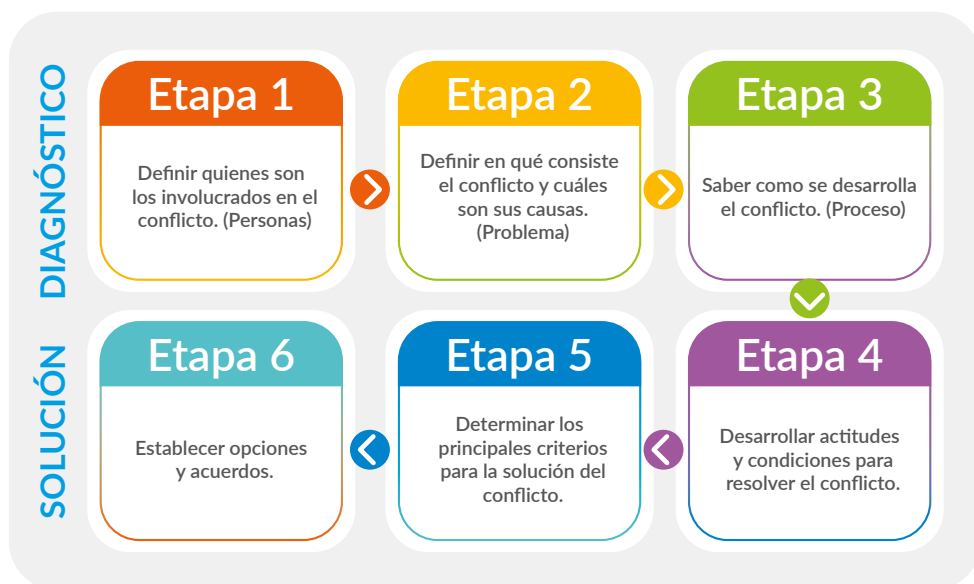 DIAGNÓSTICO
Etapa 1
Definir quienes son
los involucrados en el
conflicto. (Personas)
Etapa 2
Definir en qué consiste
el conflicto y cuáles
son sus causas.
(Problema)
Etapa 3
Saber como se desarrolla
el conflicto. (Proceso)
SOLUCIÓN
Etapa 4
Desarrollar actitudes
y condiciones para
resolver el conflicto.
Etapa 5
Determinar los
principales criterios
para la solución del
conflicto.
Etapa 6
Establecer opciones
y acuerdos.